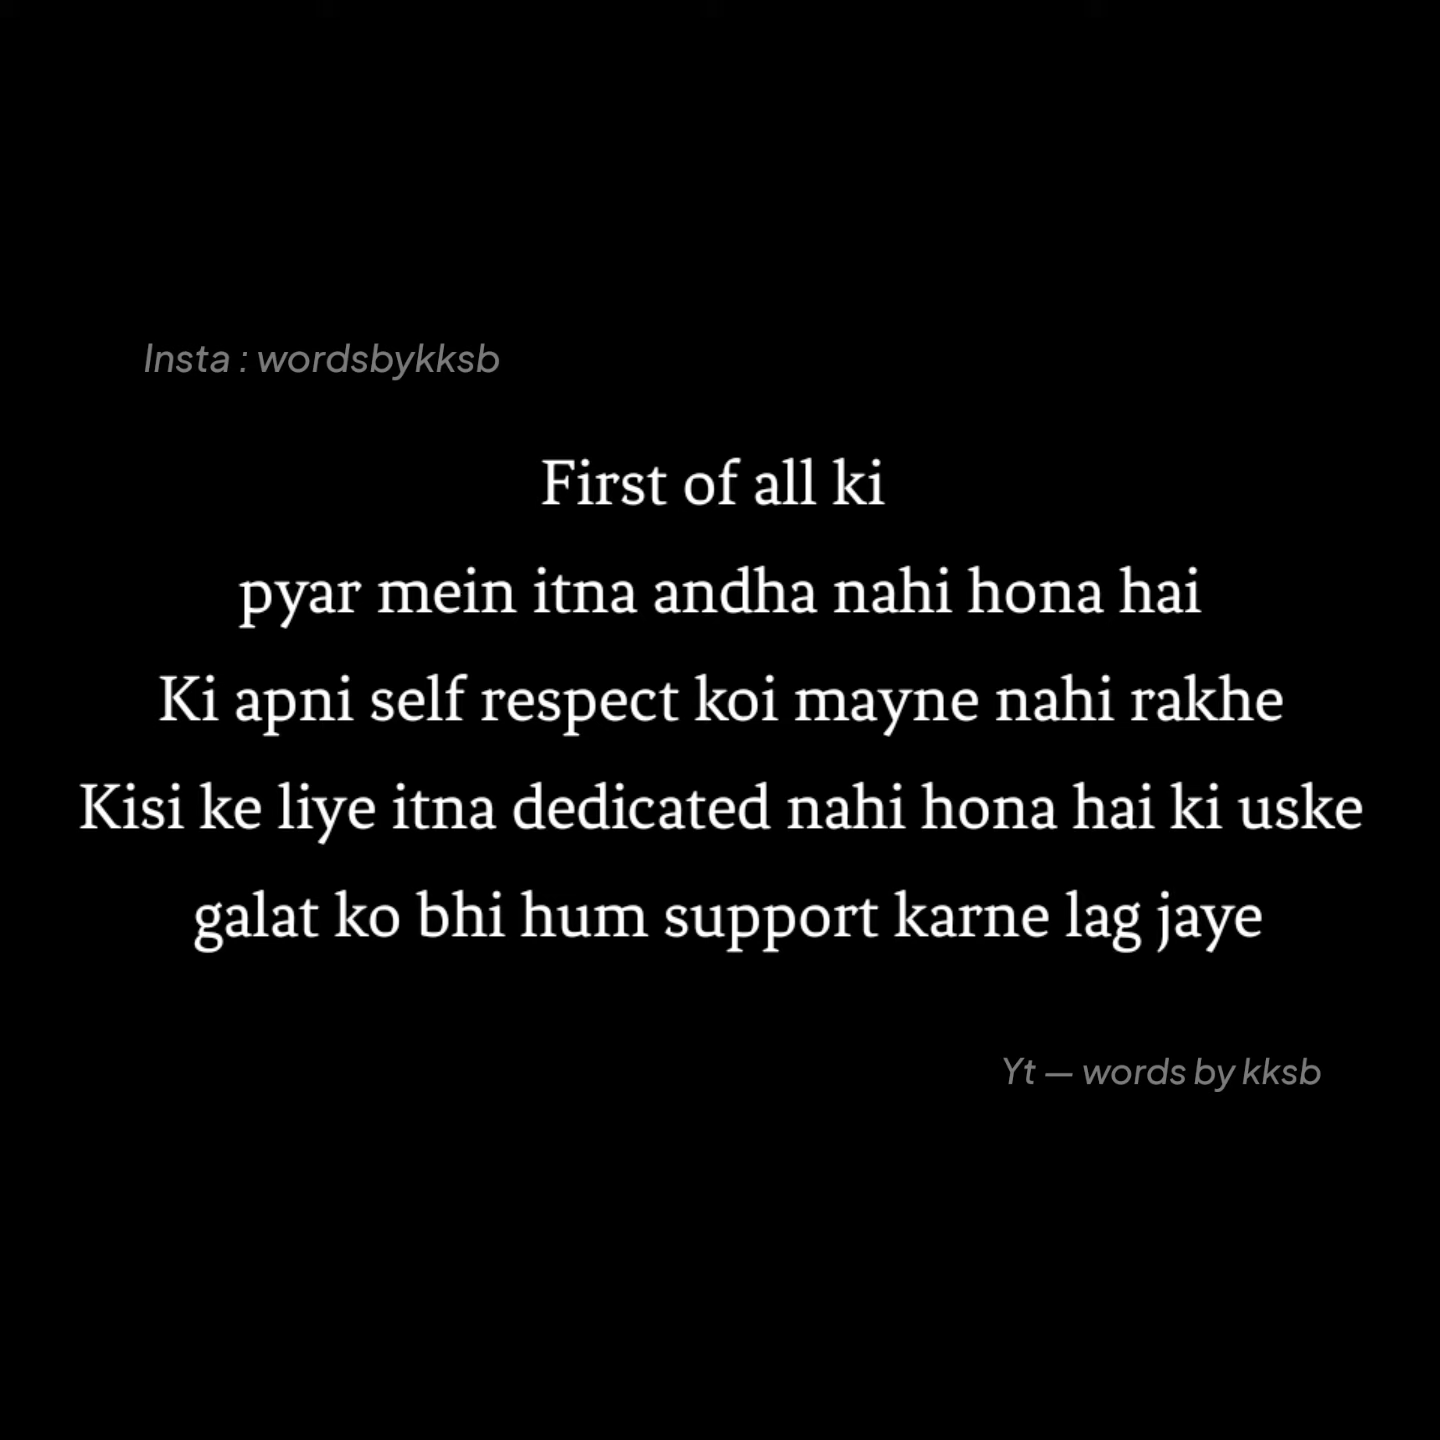 Insta : wordsbykksb
First of all ki
pyar mein itna andha nahi hona hai
Ki apni self respect koi mayne nahi rakhe
Kisi ke liye itna dedicated nahi hona hai ki uske
galat ko bhi hum support karne lag jaye
Yt — words by kksb